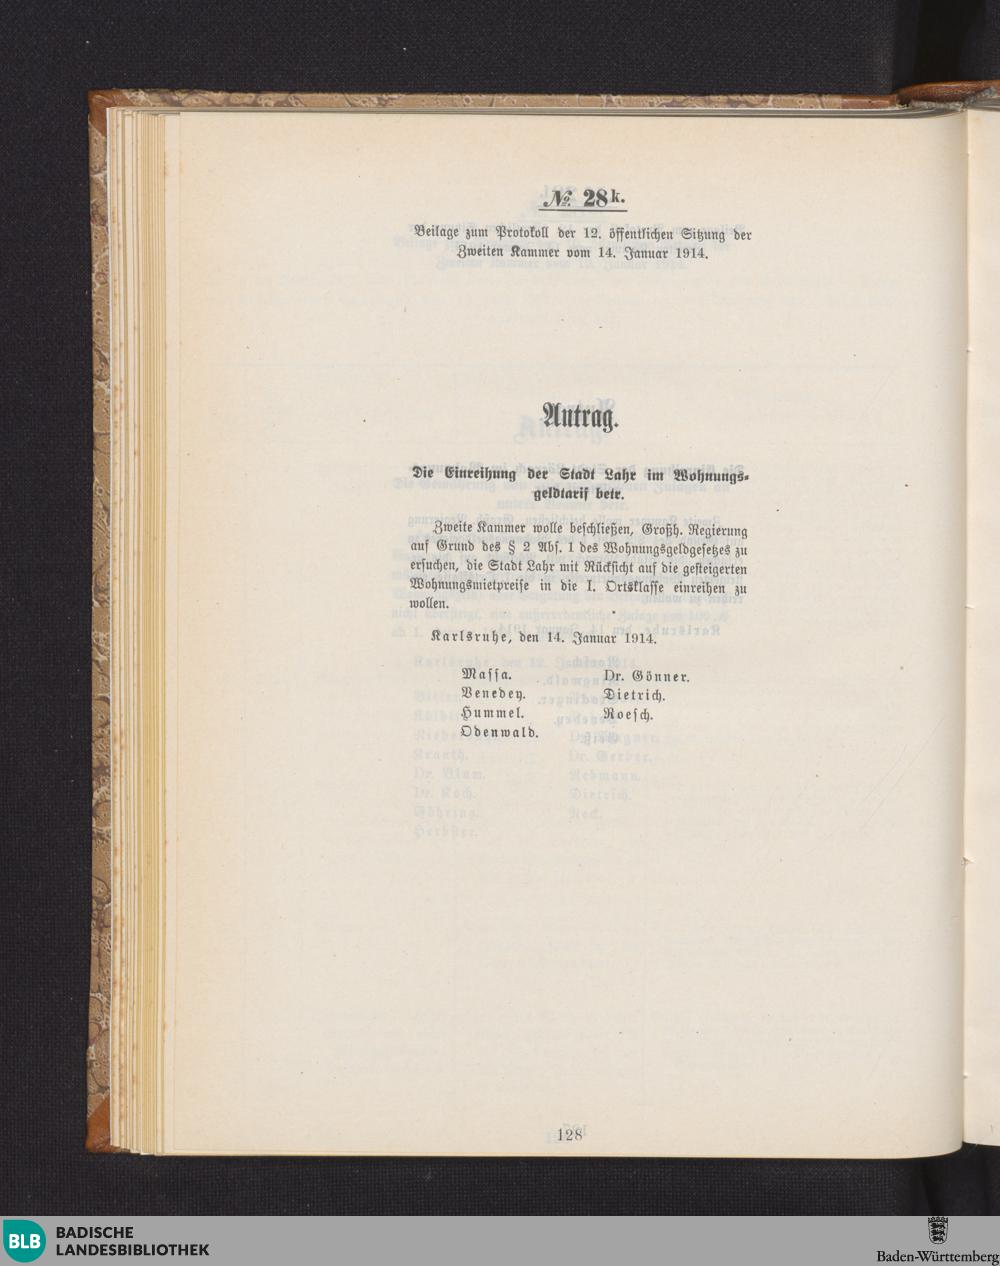 № 28k.
Beilage zum Protokoll der 12. öffentlichen Sitzung der
Zweiten Kammer vom 14. Januar 1914.
Antrag.
Die Einreihung der Stadt Lahr im Wohnungs-
geldtarif betr.
Zweite Kammer wolle beschließen, Großh. Regierung
auf Grund des § 2 Abs. 1 des Wohnungsgeldgesetzes zu
ersuchen, die Stadt Lahr mit Rücksicht auf die gesteigerten
Wohnungsmietpreise in die I. Ortsklasse einreihen zu
wollen.
Karlsruhe, den 14. Januar 1914.
Massa.
Venedey.
Hummel.
Odenwald.
Dr. Gönner.
Dietrich.
Roesch.
128
BLB BADISCHE
LANDESBIBLIOTHEK
Baden-Württemberg